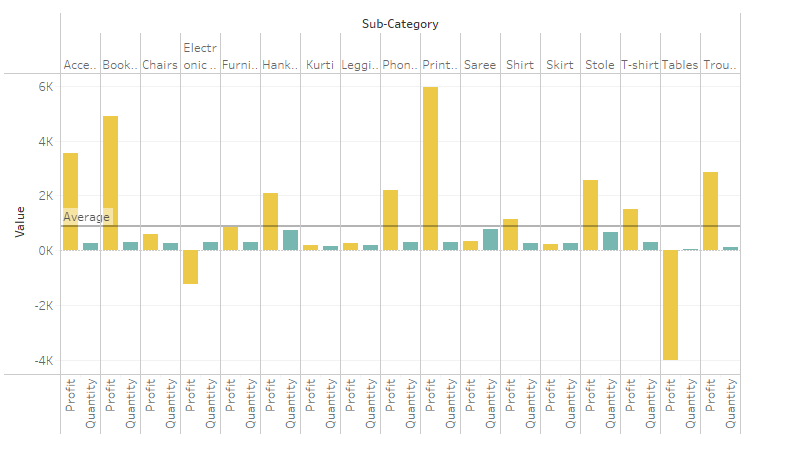 Sub-Category
Acce..
Book..
Chairs
Electr
onic ..
Furni..
Hank..
Kurti
Leggi..
Phon..
Print..
Saree
Shirt
Skirt
Stole
T-shirt
Tables
Trou..
Value
6K
4K
2K
0K
-2K
-4K
Average
Profit
Quantity
Profit
Quantity
Profit
Quantity
Profit
Quantity
Profit
Quantity
Profit
Quantity
Profit
Quantity
Profit
Quantity
Profit
Quantity
Profit
Quantity
Profit
Quantity
Profit
Quantity
Profit
Quantity
Profit
Quantity
Profit
Quantity
Profit
Quantity
Profit
Quantity